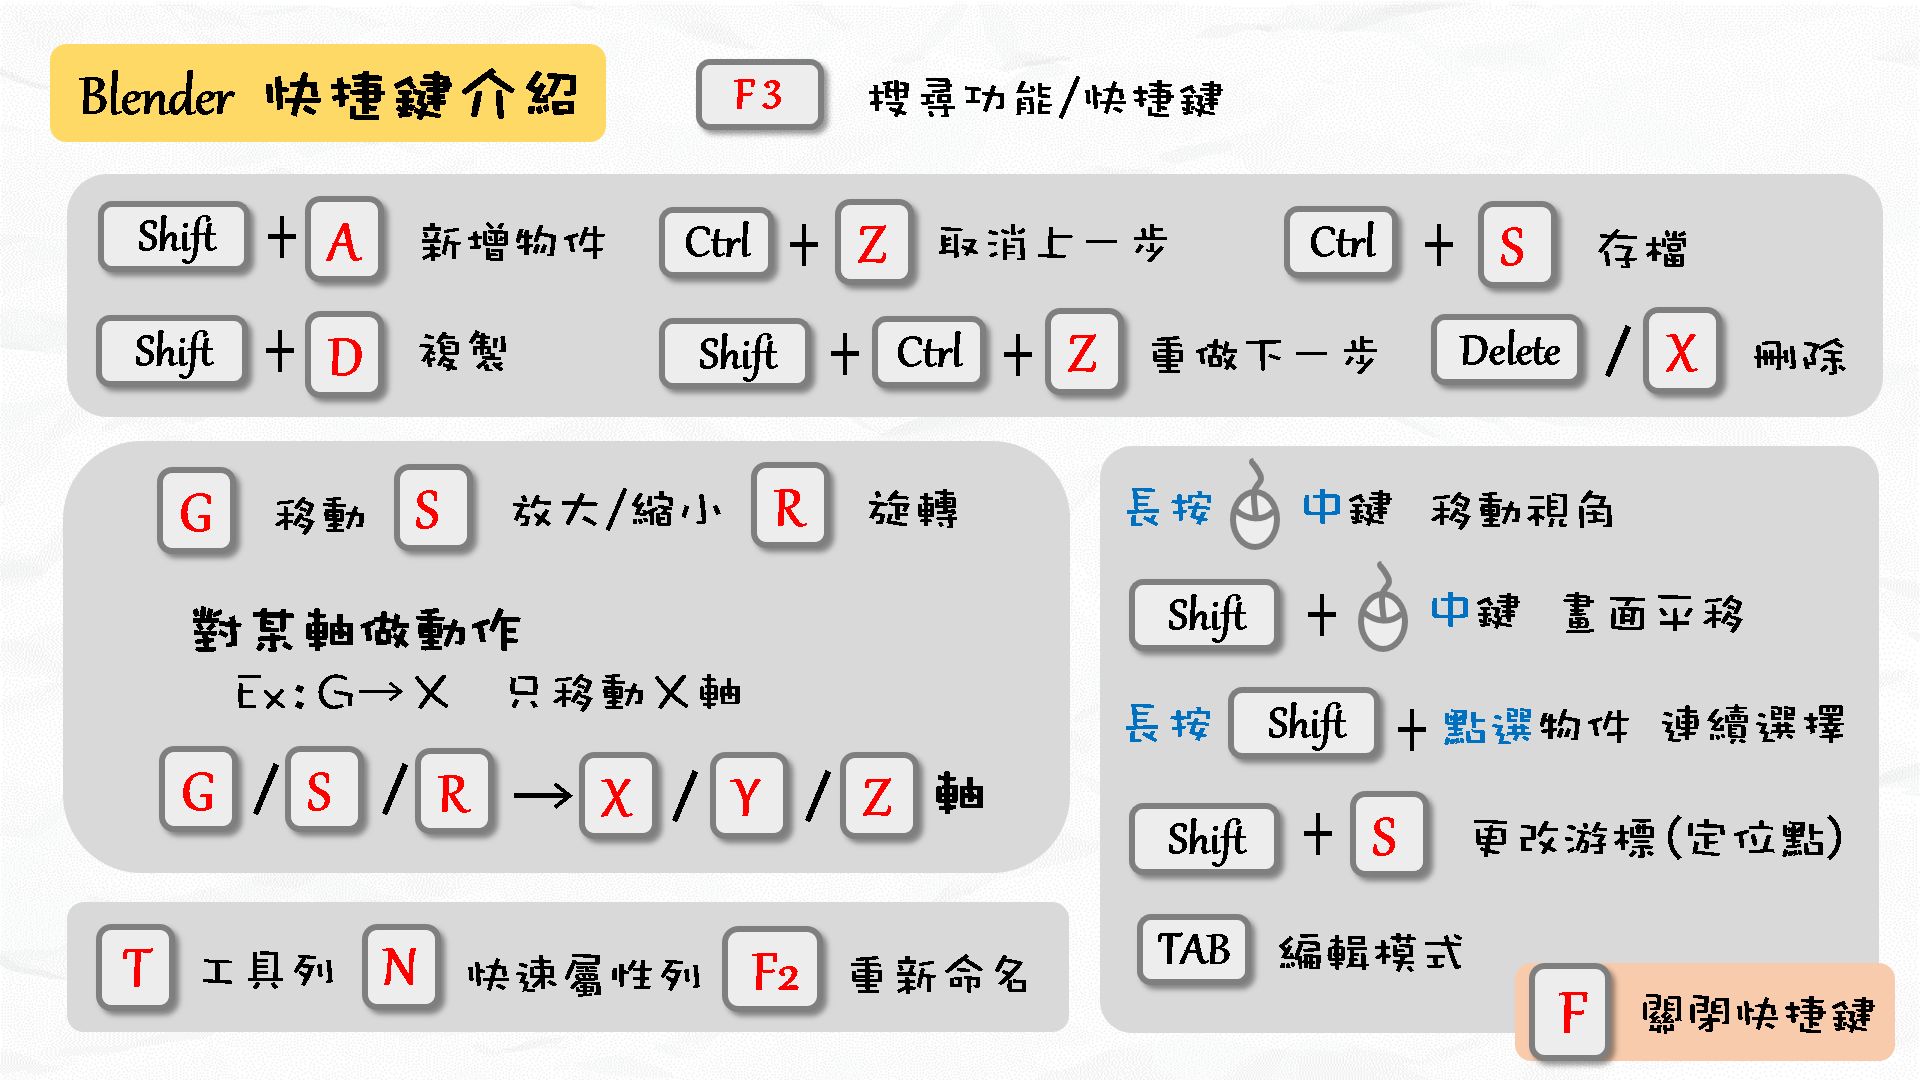 Blender 快捷鍵介紹
F3 搜尋功能/快捷鍵
Shift + A 新增物件 Ctrl + Z 取消上一步 Ctrl + S 存檔
Shift + D 複製 Shift + Ctrl + Z 重做下一步 Delete / X 刪除
G 移動 S 放大/縮小 R 旋轉
對某軸做動作
Ex:G→X 只移動X軸
G / S / R → X / Y / Z 軸
T 工具列 N 快速屬性列 F2 重新命名
長按 中鍵 移動視角
Shift + 中鍵 畫面平移
長按 Shift + 點選物件 連續選擇
Shift + S 更改游標(定位點)
TAB 編輯模式
F 關閉快捷鍵